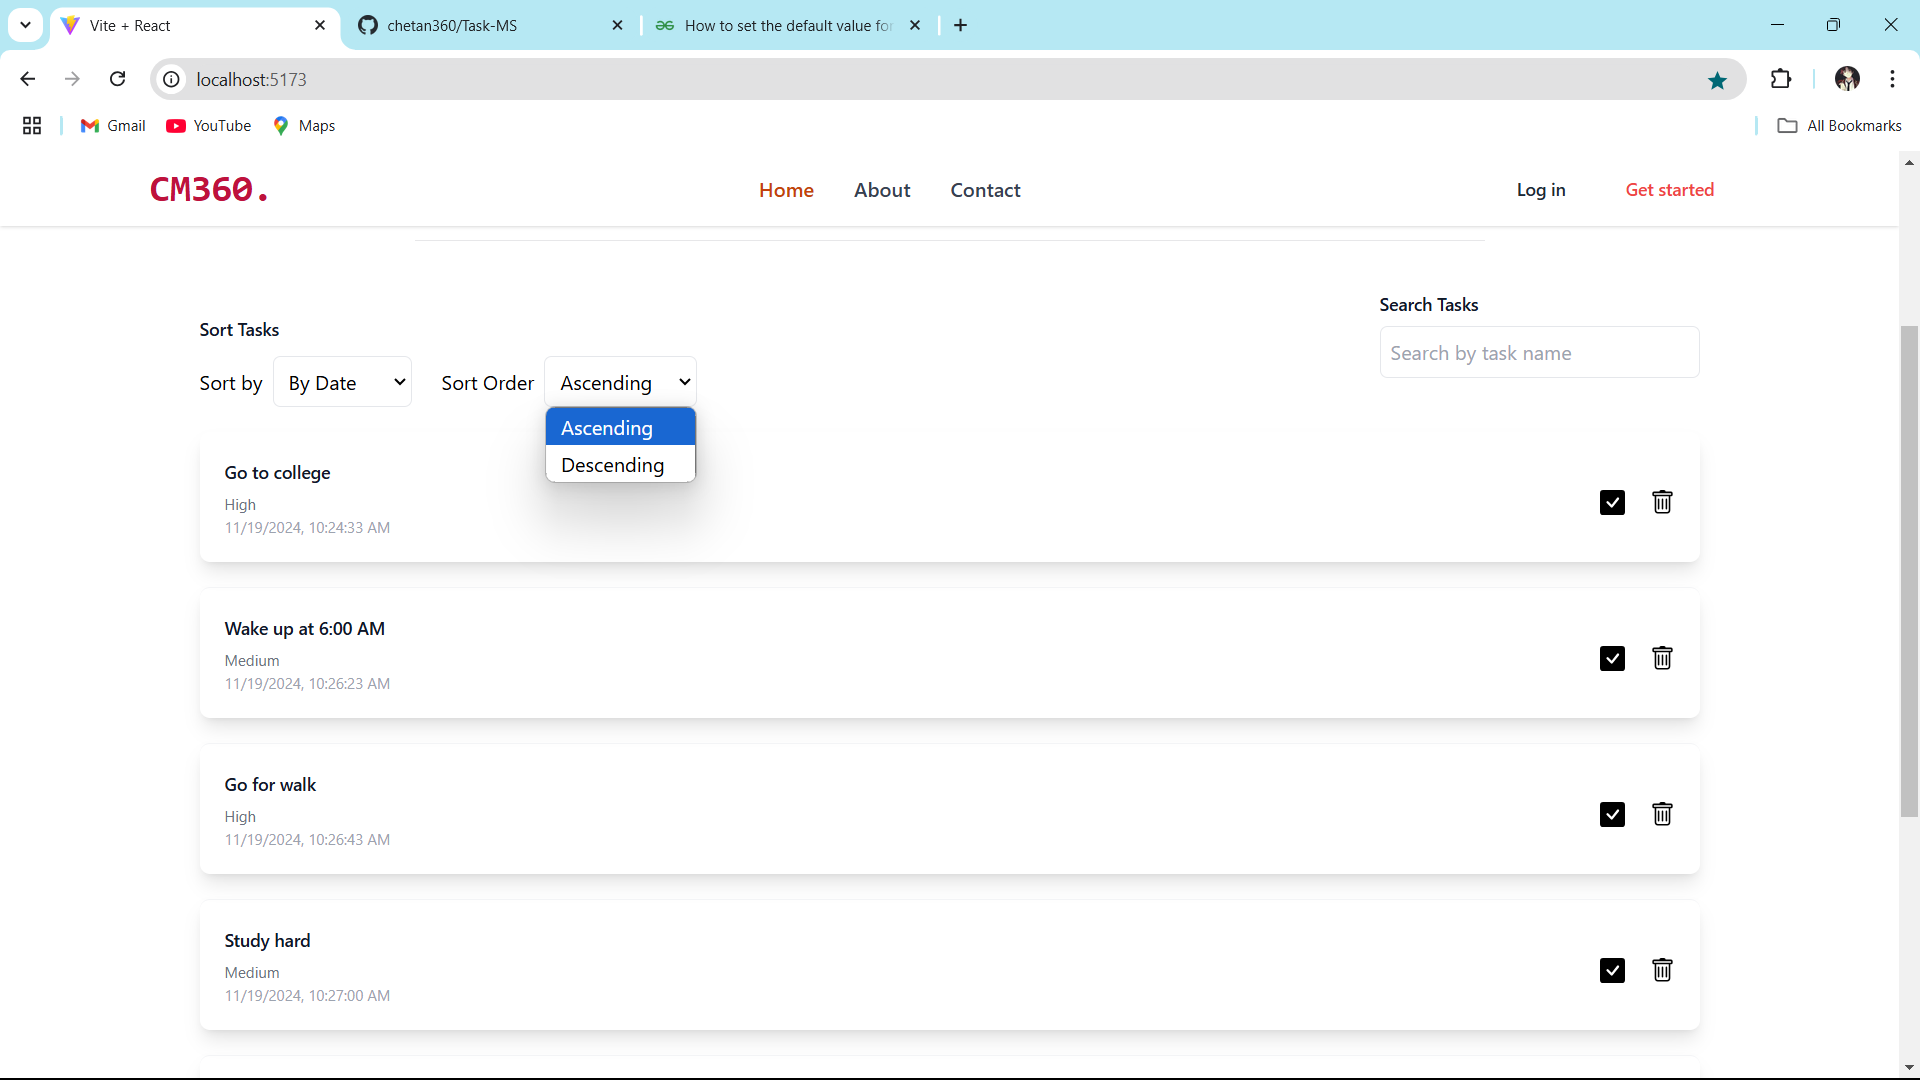 Vite + React
chetan360/Task-MS
How to set the default value for
localhost:5173
Gmail
YouTube
Maps
All Bookmarks
CM360.
Home
About
Contact
Log in
Get started
Search Tasks
Search by task name
Sort Tasks
Sort by
By Date
Sort Order
Ascending
Ascending
Descending
Go to college
High
11/19/2024, 10:24:33 AM
Wake up at 6:00 AM
Medium
11/19/2024, 10:26:23 AM
Go for walk
High
11/19/2024, 10:26:43 AM
Study hard
Medium
11/19/2024, 10:27:00 AM